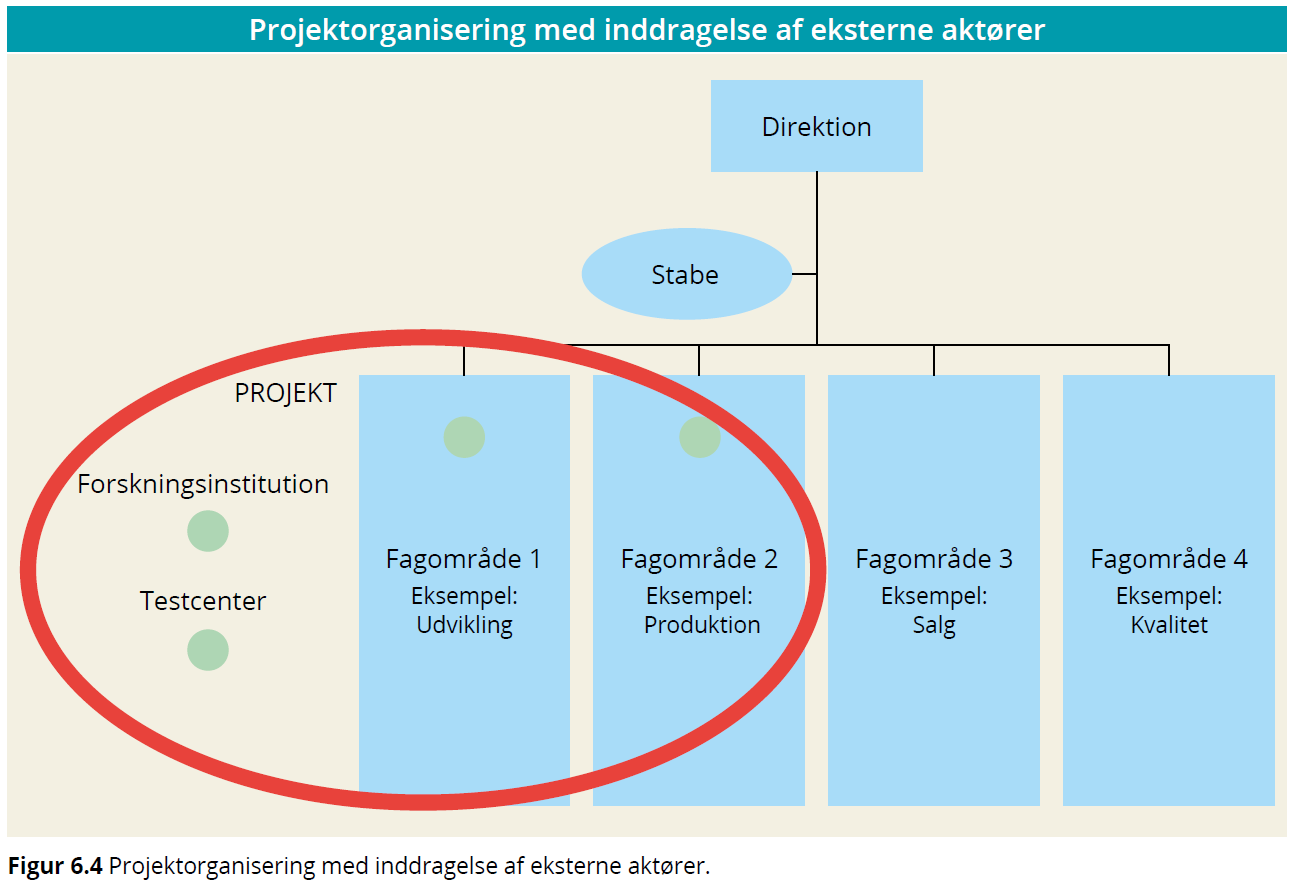 Projektorganisering med inddragelse af eksterne aktører
Direktion
Stabe
PROJEKT
Forskningsinstitution
Testcenter
Fagområde 1
Eksempel:
Udvikling
Fagområde 2
Eksempel:
Produktion
Fagområde 3
Eksempel:
Salg
Fagområde 4
Eksempel:
Kvalitet
Figur 6.4 Projektorganisering med inddragelse af eksterne aktører.